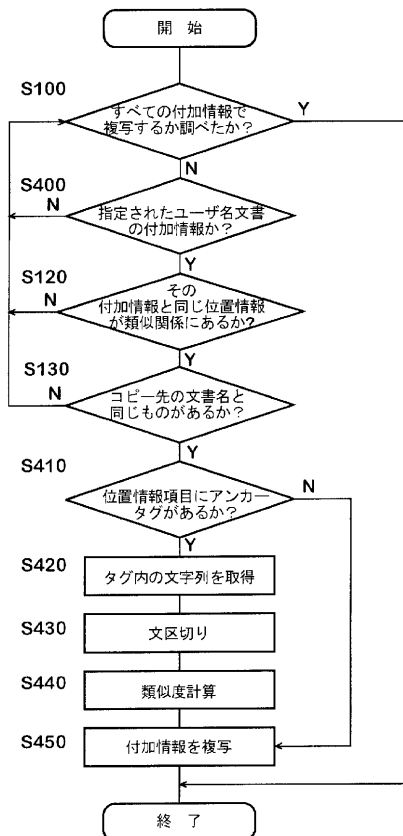 開 始
S100
すべての付加情報で
複写するか調べたか？
Y
N
S400
N
指定されたユーザ名文書
の付加情報か？
Y
S120
N
その
付加情報と同じ位置情報
が類似関係にあるか？
Y
S130
N
コピー先の文書名と
同じものがあるか？
Y
S410
位置情報項目にアンカー
タグがあるか？
N
Y
S420
タグ内の文字列を取得
S430
文区切り
S440
類似度計算
S450
付加情報を複写
終 了